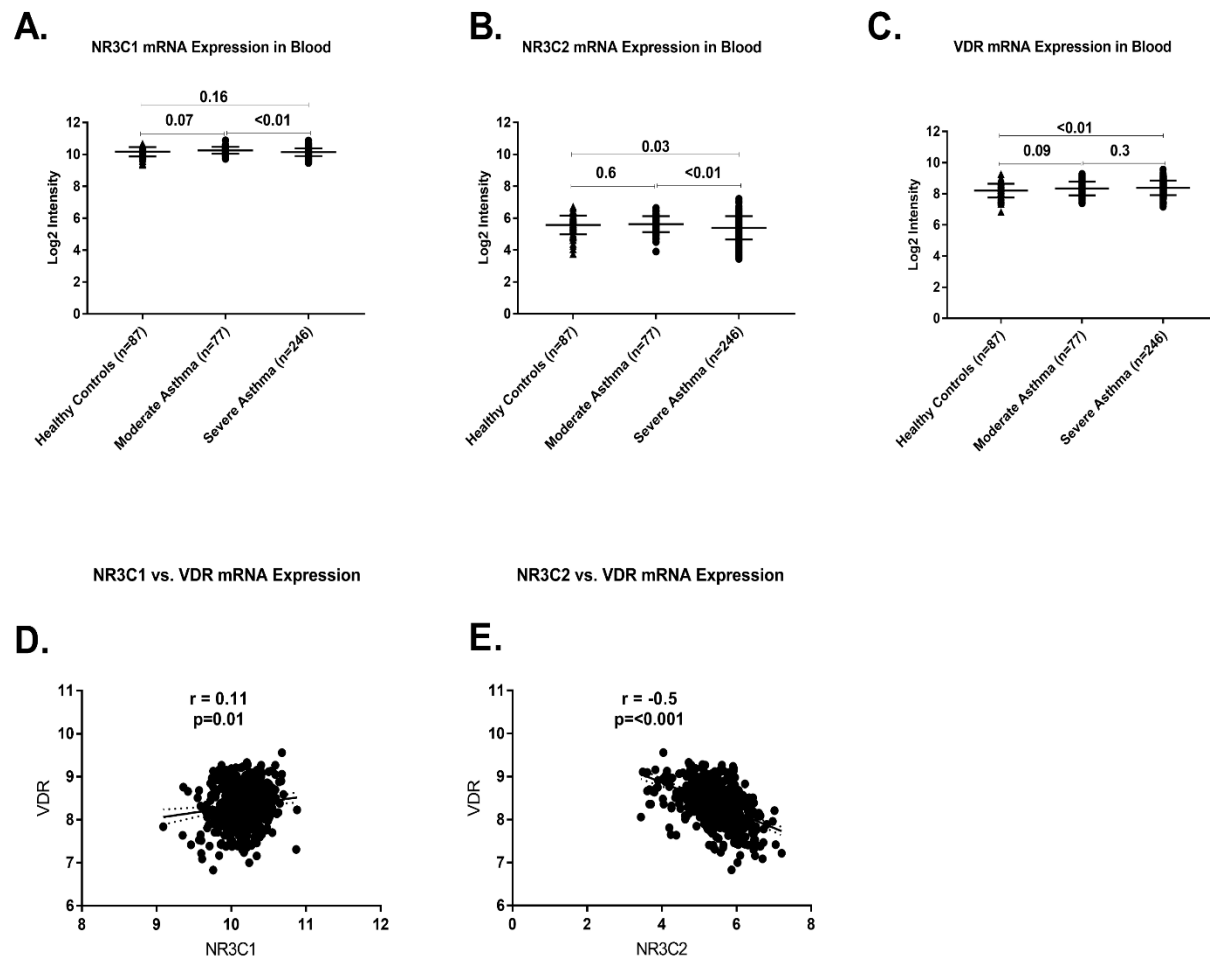 A.
NR3C1 mRNA Expression in Blood
0.16
0.07
<0.01
12
10
8
6
4
2
0
Log2 Intensity
Healthy Controls (n=87)
Moderate Asthma (n=77)
Severe Asthma (n=246)
B.
NR3C2 mRNA Expression in Blood
0.03
0.6
<0.01
12
10
8
6
4
2
0
Log2 Intensity
Healthy Controls (n=87)
Moderate Asthma (n=77)
Severe Asthma (n=246)
C.
VDR mRNA Expression in Blood
<0.01
0.09
0.3
12
10
8
6
4
2
0
Log2 Intensity
Healthy Controls (n=87)
Moderate Asthma (n=77)
Severe Asthma (n=246)
NR3C1 vs. VDR mRNA Expression
D.
r = 0.11
p=0.01
11
10
9
8
7
6
VDR
8
9
10
11
12
NR3C1
NR3C2 vs. VDR mRNA Expression
E.
r = -0.5
p=<0.001
11
10
9
8
7
6
VDR
0
2
4
6
8
NR3C2